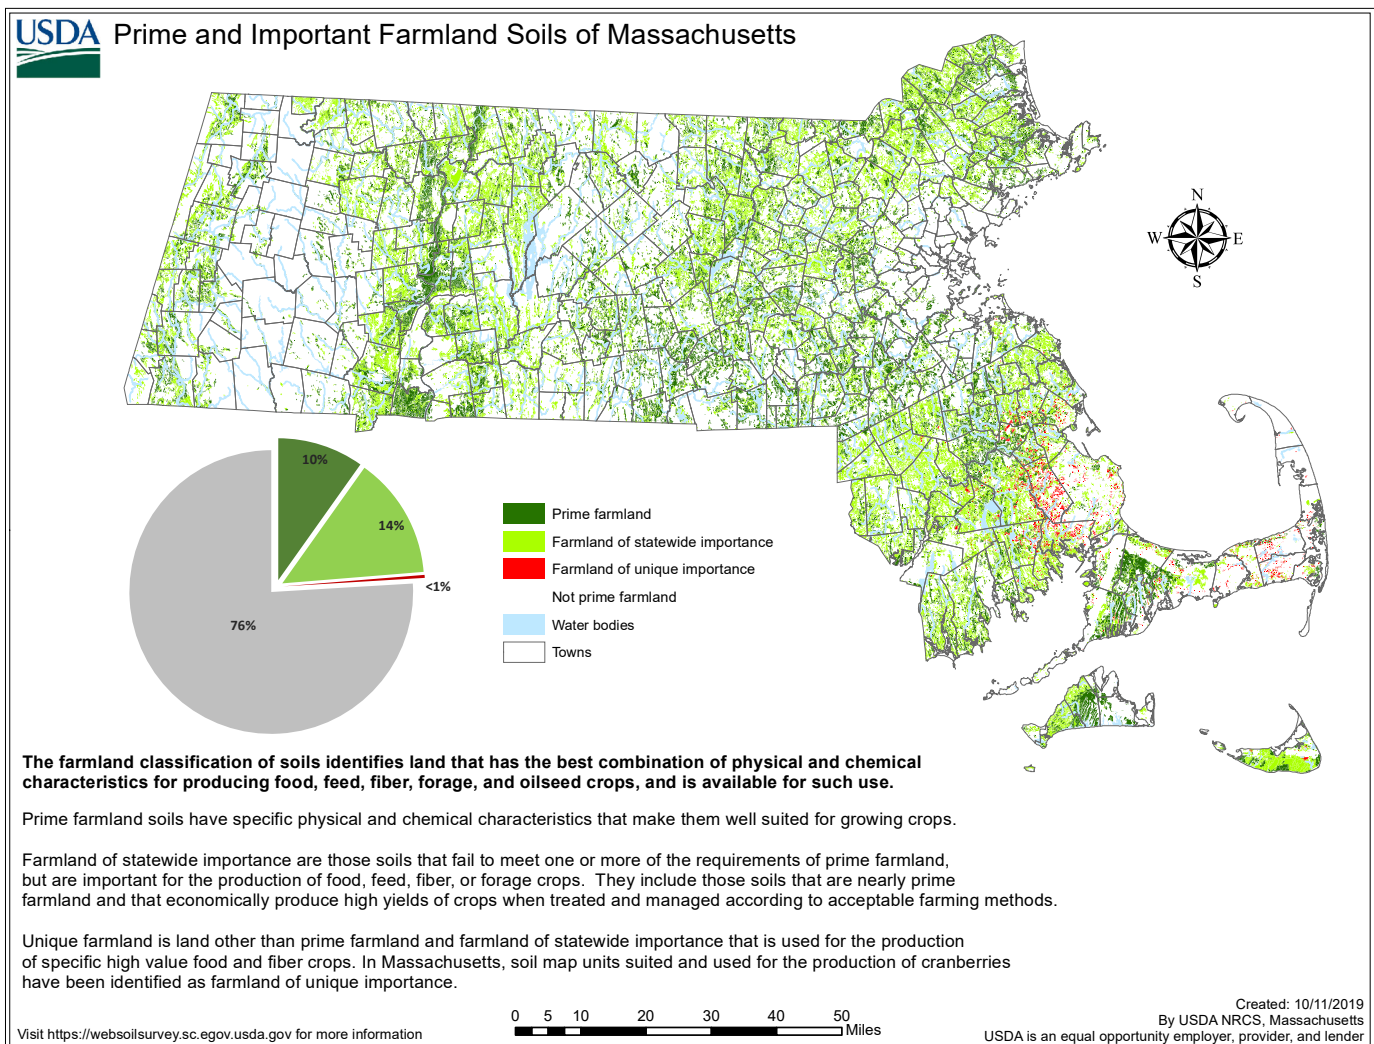 USDA
Prime and Important Farmland Soils of Massachusetts
N
W
E
S
10%
14%
<1%
76%
Prime farmland
Farmland of statewide importance
Farmland of unique importance
Not prime farmland
Water bodies
Towns
The farmland classification of soils identifies land that has the best combination of physical and chemical
characteristics for producing food, feed, fiber, forage, and oilseed crops, and is available for such use.
Prime farmland soils have specific physical and chemical characteristics that make them well suited for growing crops.
Farmland of statewide importance are those soils that fail to meet one or more of the requirements of prime farmland,
but are important for the production of food, feed, fiber, or forage crops.  They include those soils that are nearly prime
farmland and that economically produce high yields of crops when treated and managed according to acceptable farming methods.
Unique farmland is land other than prime farmland and farmland of statewide importance that is used for the production
of specific high value food and fiber crops. In Massachusetts, soil map units suited and used for the production of cranberries
have been identified as farmland of unique importance.
Visit https://websoilsurvey.sc.egov.usda.gov for more information
0 5 10 20 30 40 50
Miles
Created: 10/11/2019
By USDA NRCS, Massachusetts
USDA is an equal opportunity employer, provider, and lender